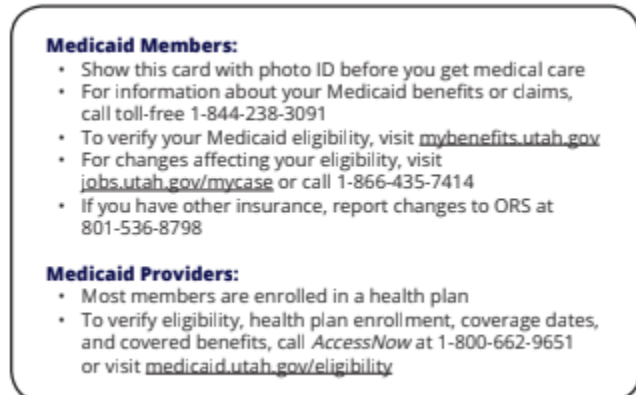 Medicaid Members:
• Show this card with photo ID before you get medical care
• For information about your Medicaid benefits or claims,
call toll-free 1-844-238-3091
• To verify your Medicaid eligibility, visit mybenefits.utah.gov
• For changes affecting your eligibility, visit
jobs.utah.gov/mycase or call 1-866-435-7414
• If you have other insurance, report changes to ORS at
801-536-8798
Medicaid Providers:
• Most members are enrolled in a health plan
• To verify eligibility, health plan enrollment, coverage dates,
and covered benefits, call AccessNow at 1-800-662-9651
or visit medicaid.utah.gov/eligibility